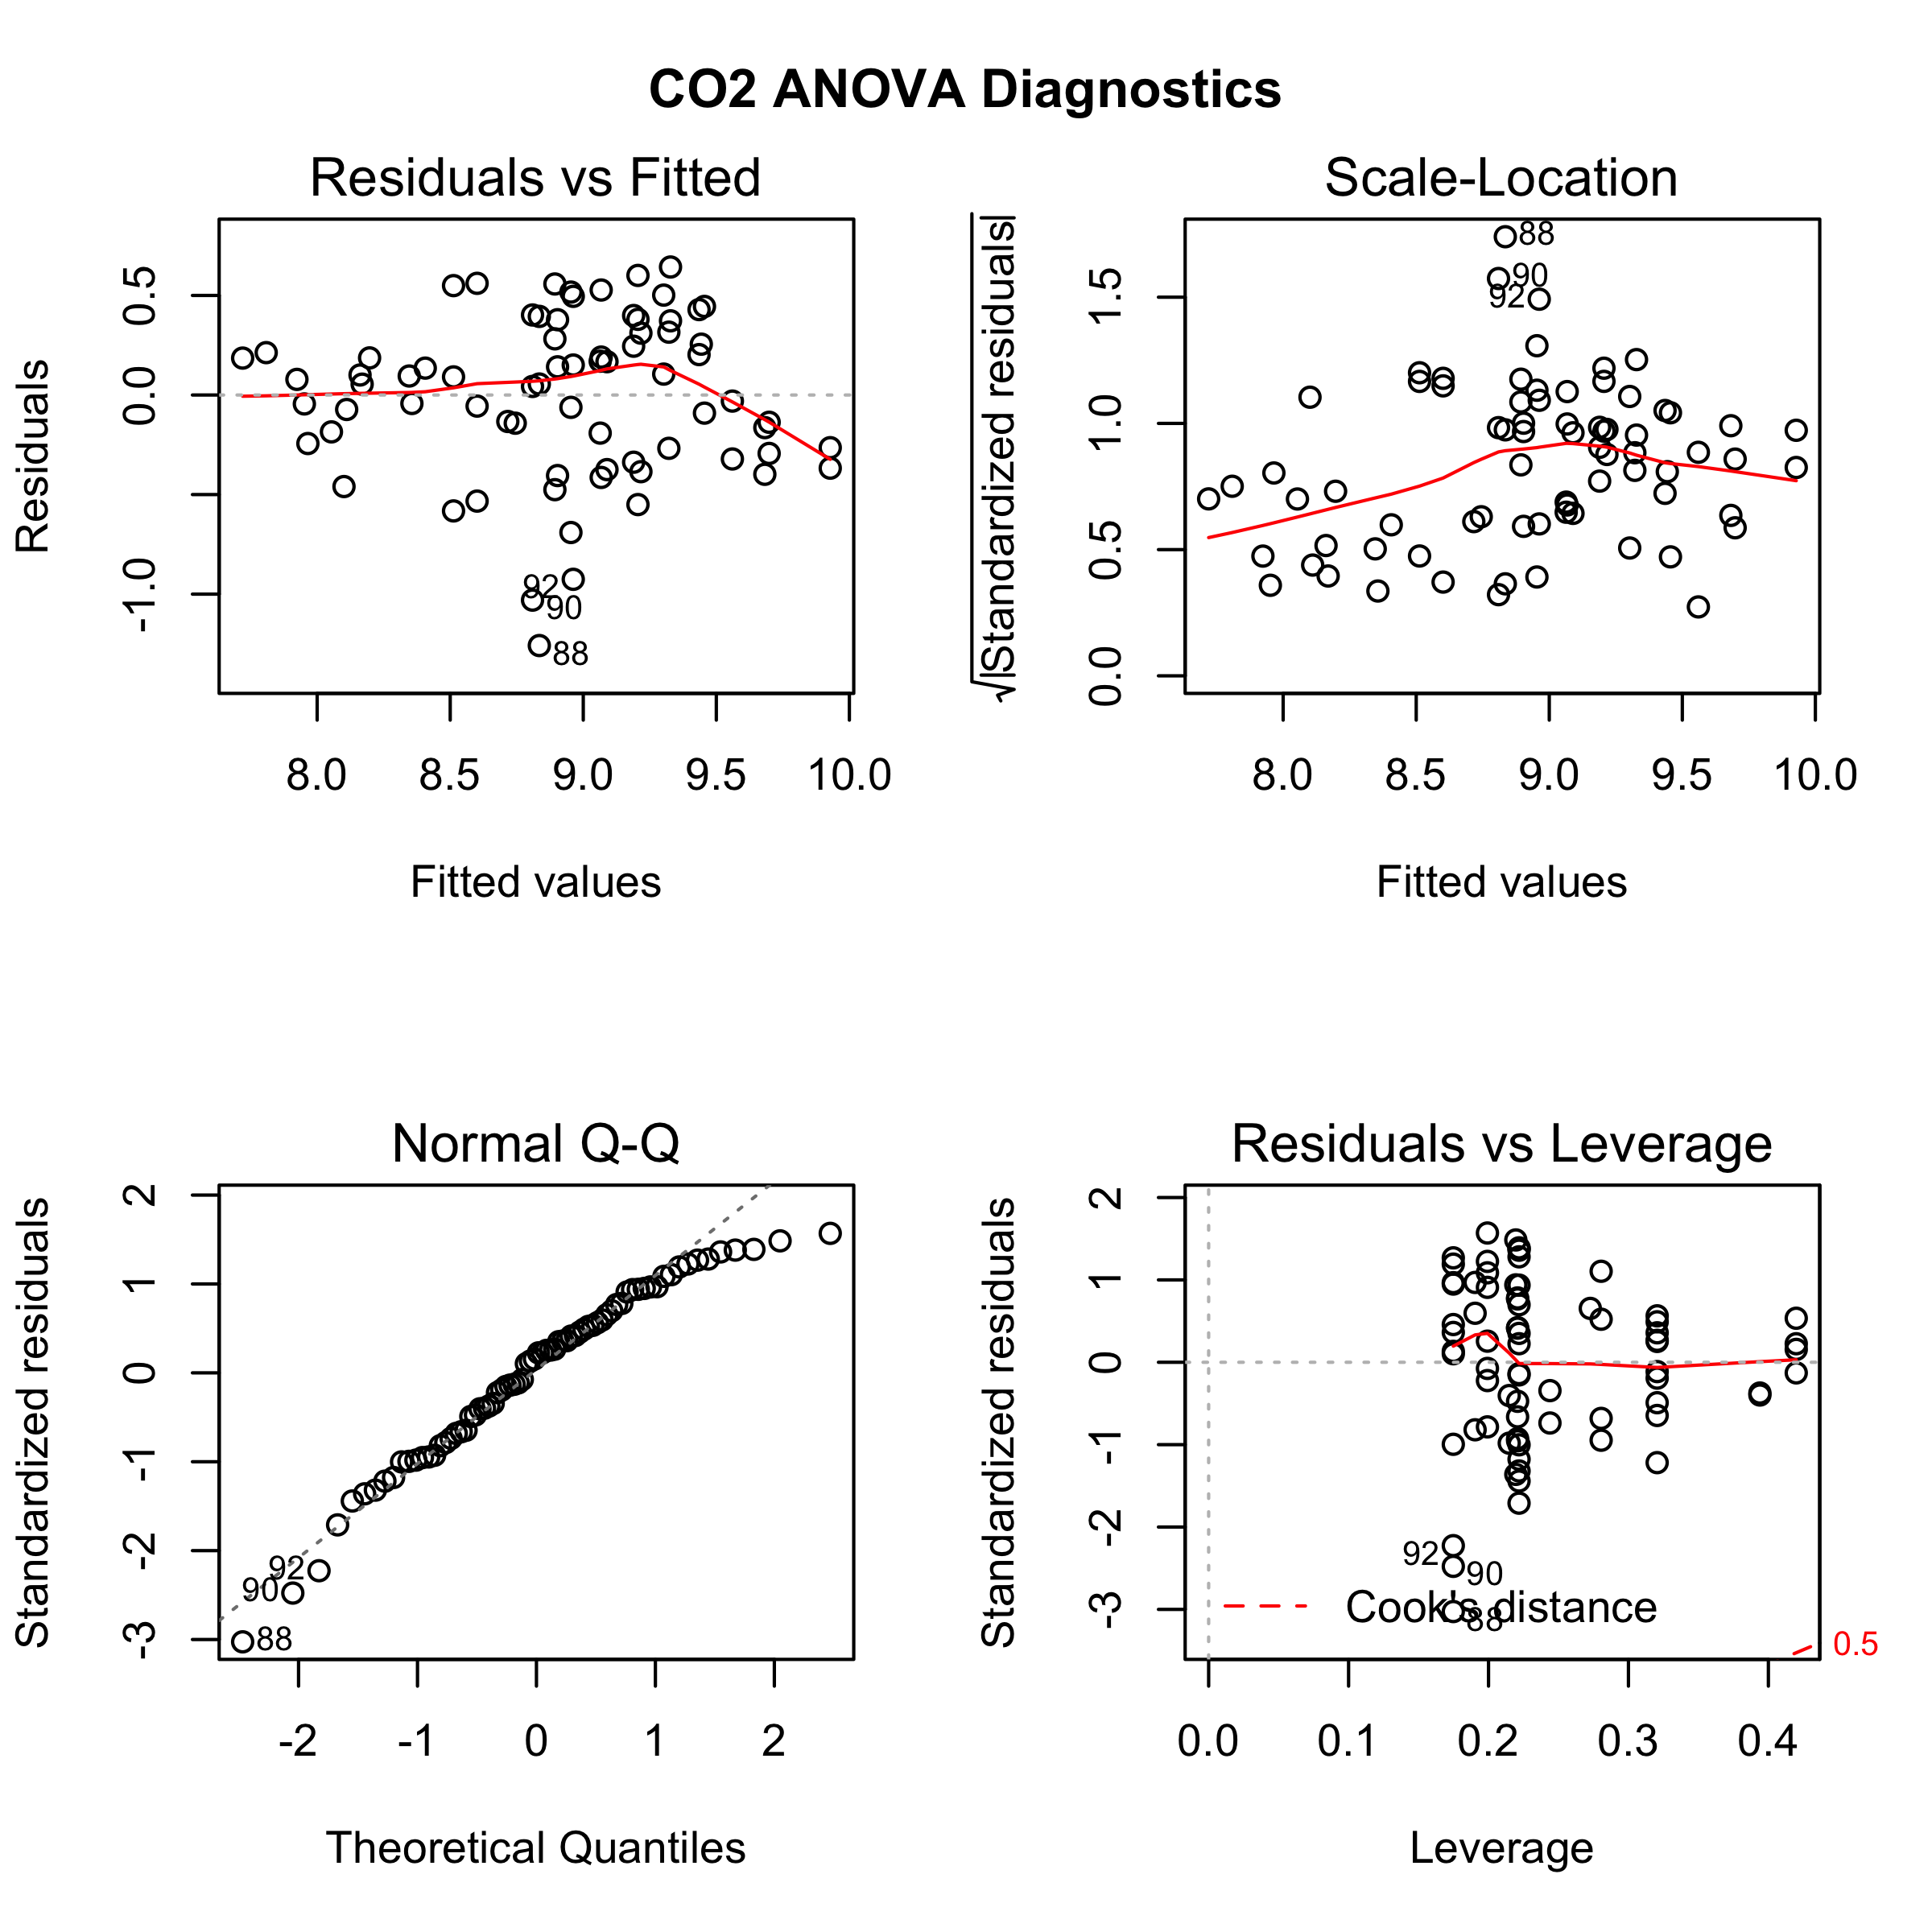 CO2 ANOVA Diagnostics
Residuals vs Fitted
Residuals
0.5
0.0
-1.0
92
90
88
8.0 8.5 9.0 9.5 10.0
Fitted values
Scale-Location
√|Standardized residuals|
1.5
1.0
0.5
0.0
88
90
92
8.0 8.5 9.0 9.5 10.0
Fitted values
Normal Q-Q
Standardized residuals
2
1
0
-1
-2
-3
92
90
88
-2 -1 0 1 2
Theoretical Quantiles
Residuals vs Leverage
Standardized residuals
2
1
0
-1
-2
-3
92
90
Cook's distance
88
0.5
0.0 0.1 0.2 0.3 0.4
Leverage